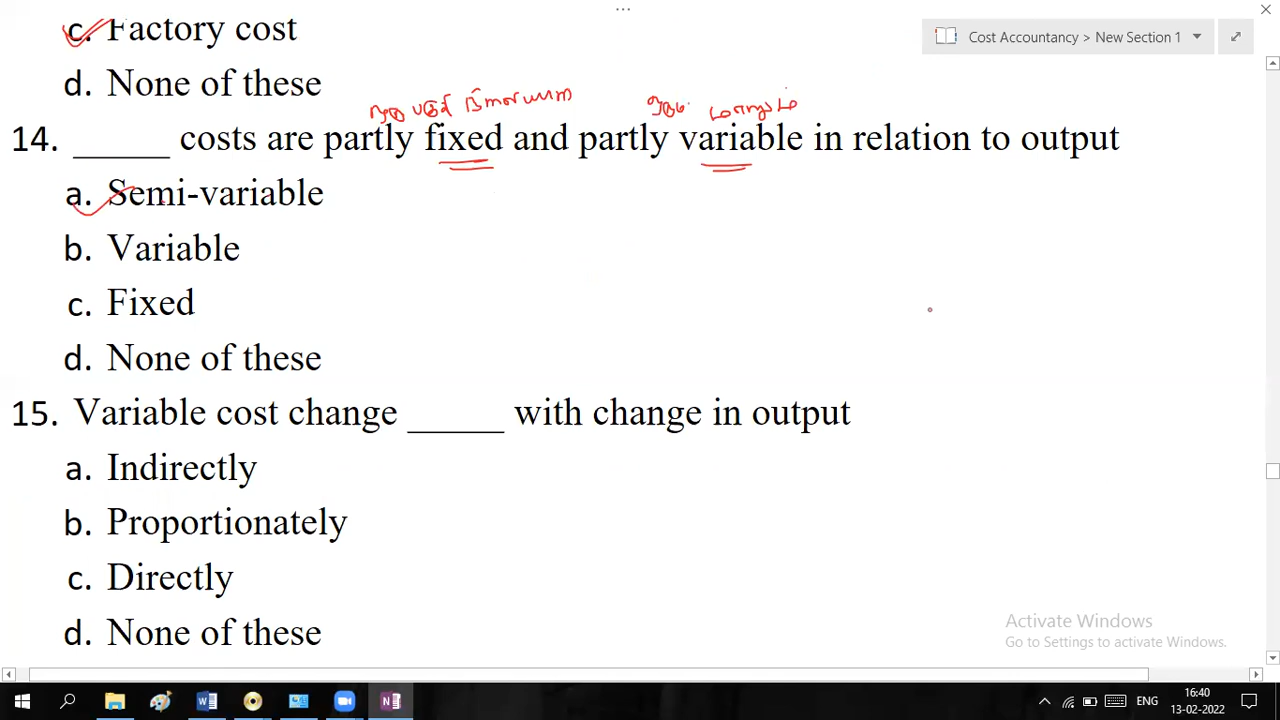 Cost Accountancy > New Section 1
c. Factory cost
d. None of these
14. ______ costs are partly fixed and partly variable in relation to output
a. Semi-variable
b. Variable
c. Fixed
d. None of these
15. Variable cost change ______ with change in output
a. Indirectly
b. Proportionately
c. Directly
d. None of these
Activate Windows
Go to Settings to activate Windows.
ENG
16:40
13-02-2022